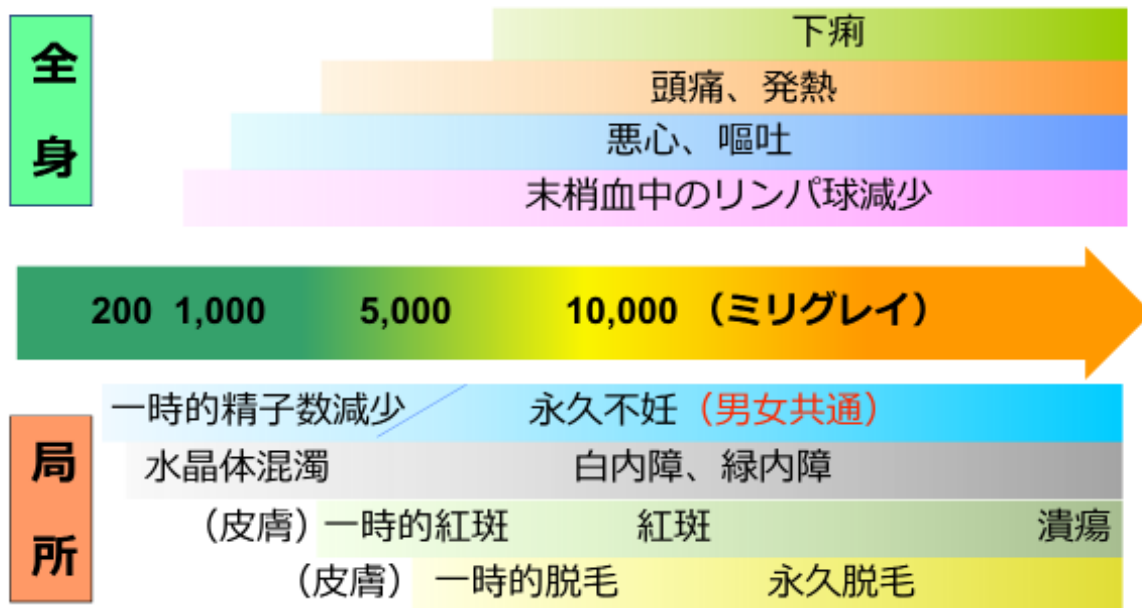 全身
下痢
頭痛、発熱
悪心、嘔吐
末梢血中のリンパ球減少
200 1,000 5,000 10,000 (ミリグレイ)
局所
一時的精子数減少 永久不妊(男女共通)
水晶体混濁 白内障、緑内障
(皮膚)一時的紅斑 紅斑 潰瘍
(皮膚)一時的脱毛 永久脱毛